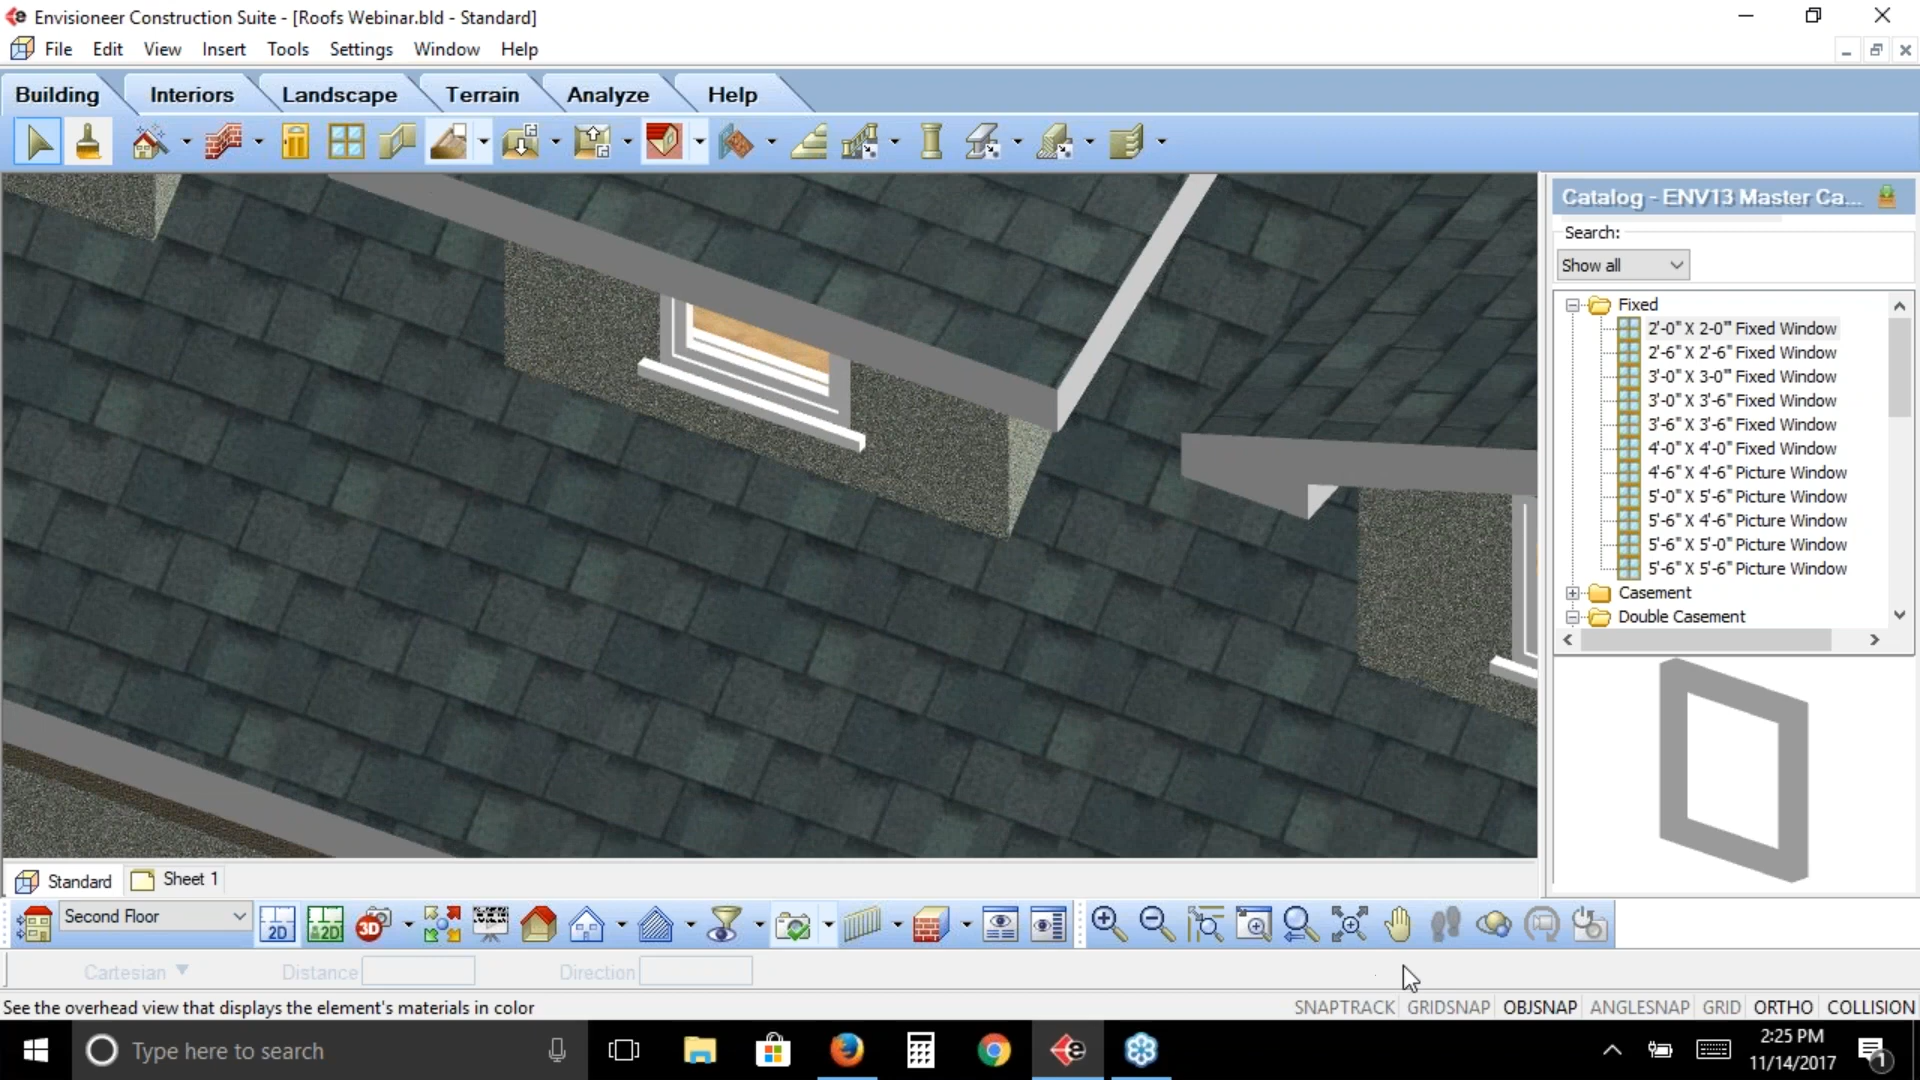 Envisioneer Construction Suite - [Roofs Webinar.bld - Standard]
File Edit View Insert Tools Settings Window Help
Building Interiors Landscape Terrain Analyze Help
Catalog - ENV13 Master Ca...
Search:
Show all
Fixed
2'-0" X 2-0'" Fixed Window
2'-6" X 2'-6" Fixed Window
3'-0" X 3-0'" Fixed Window
3'-0" X 3'-6" Fixed Window
3'-6" X 3'-6" Fixed Window
4'-0" X 4'-0" Fixed Window
4'-6" X 4'-6" Picture Window
5'-0" X 5'-6" Picture Window
5'-6" X 4'-6" Picture Window
5'-6" X 5'-0" Picture Window
5'-6" X 5'-6" Picture Window
Casement
Double Casement
Standard Sheet 1
Second Floor 2D 2D 3D
Cartesian Distance Direction
See the overhead view that displays the element's materials in color
SNAPTRACK GRIDSNAP OBJSNAP ANGLESNAP GRID ORTHO COLLISION
Type here to search
2:25 PM
11/14/2017
1